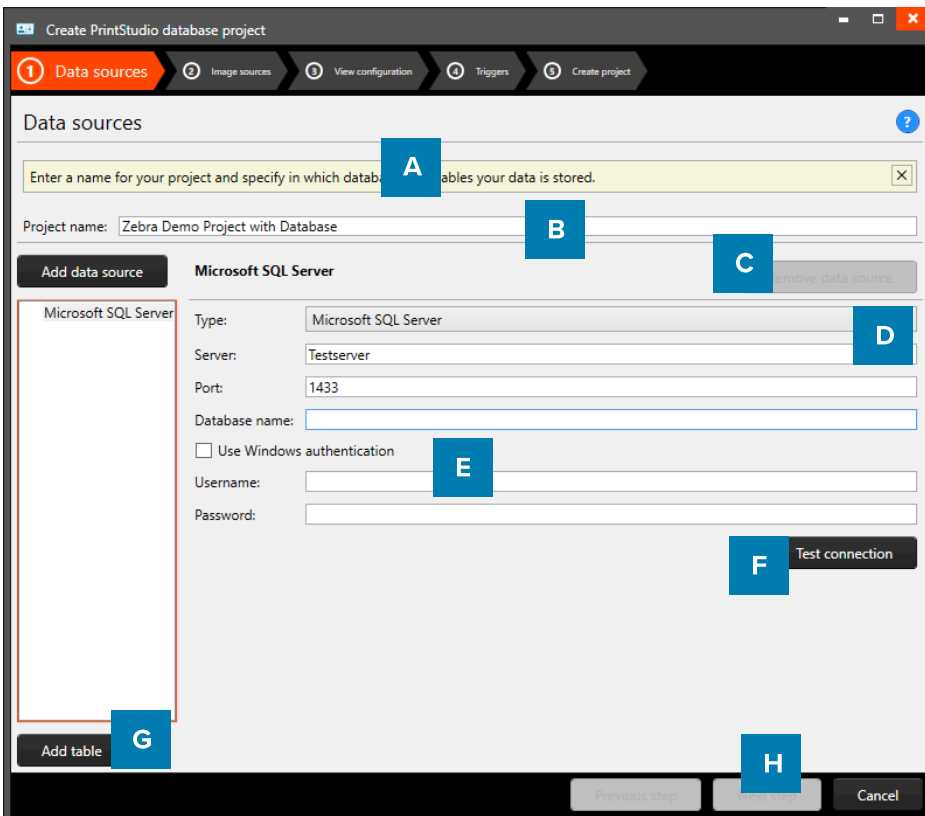 Create PrintStudio database project
1 Data sources 2 Image sources 3 View configuration 4 Triggers 5 Create project
Data sources ?
A
Enter a name for your project and specify in which ables your data is stored.
Project name: Zebra Demo Project with Database B
Add data source Microsoft SQL Server C emove data source
Microsoft SQL Server
Type: Microsoft SQL Server D
Server: Testserver
Port: 1433
Database name:
Use Windows authentication E
Username:
Password:
F Test connection
Add table G
H
Previous step Next step Cancel